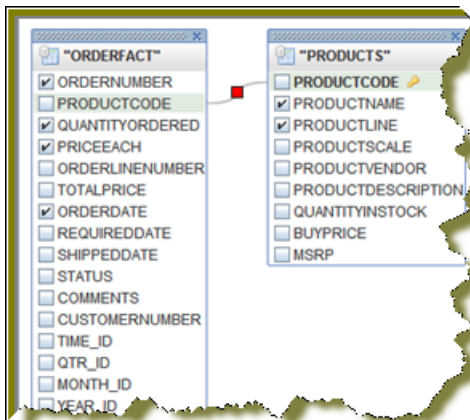 "ORDERFACT"
ORDERNUMBER
PRODUCTCODE
QUANTITYORDERED
PRICEEACH
ORDERLINENUMBER
TOTALPRICE
ORDERDATE
REQUIREDDATE
SHIPPEDDATE
STATUS
COMMENTS
CUSTOMERNUMBER
TIME_ID
QTR_ID
MONTH_ID
YEAR_ID
"PRODUCTS"
PRODUCTCODE
PRODUCTNAME
PRODUCTLINE
PRODUCTSCALE
PRODUCTVENDOR
PRODUCTDESCRIPTION
QUANTITYINSTOCK
BUYPRICE
MSRP